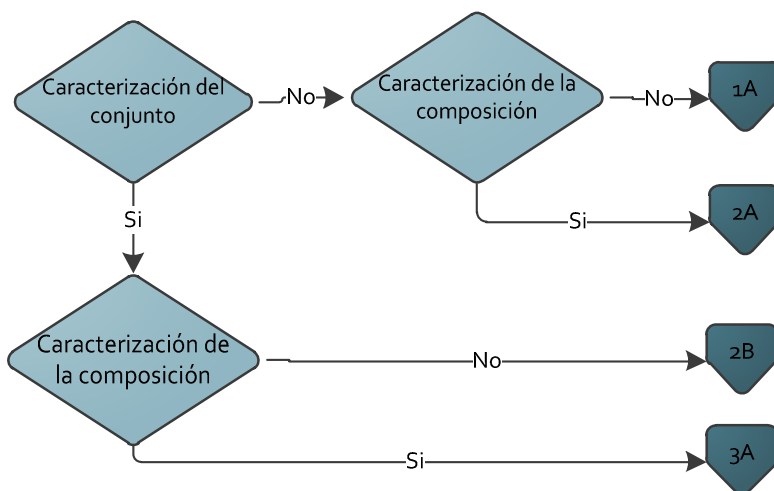 Caracterización del
conjunto
No
Caracterización de la
composición
No
1A
Si
2A
Si
Caracterización de
la composición
No
2B
Si
3A